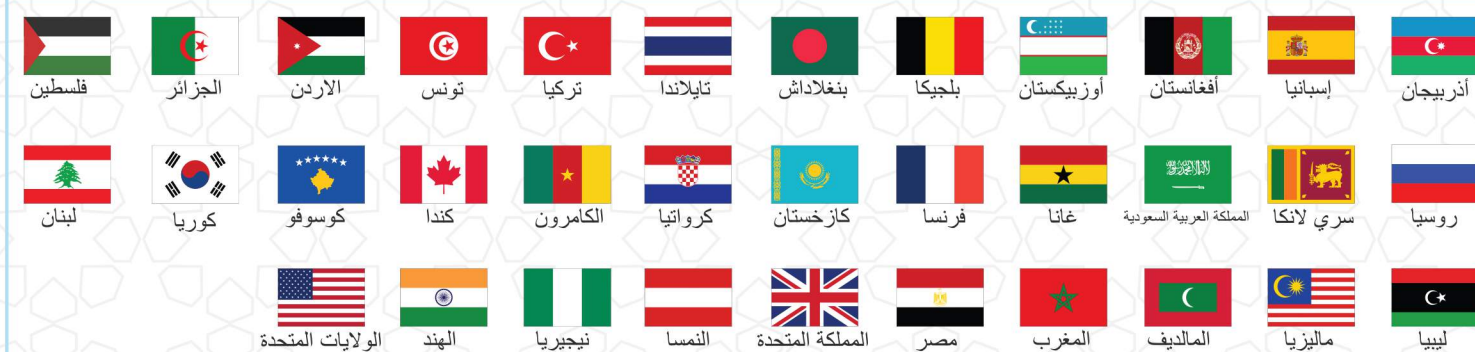 أذربيجان
إسبانيا
أفغانستان
أوزبيكستان
بلجيكا
بنغلاداش
تايلاندا
تركيا
تونس
الاردن
الجزائر
فلسطين
روسيا
سري لانكا
المملكة العربية السعودية
غانا
فرنسا
كازخستان
كرواتيا
الكامرون
كندا
كوسوفو
كوريا
لبنان
ليبيا
ماليزيا
المالديف
المغرب
مصر
المملكة المتحدة
النمسا
نيجيريا
الهند
الولايات المتحدة